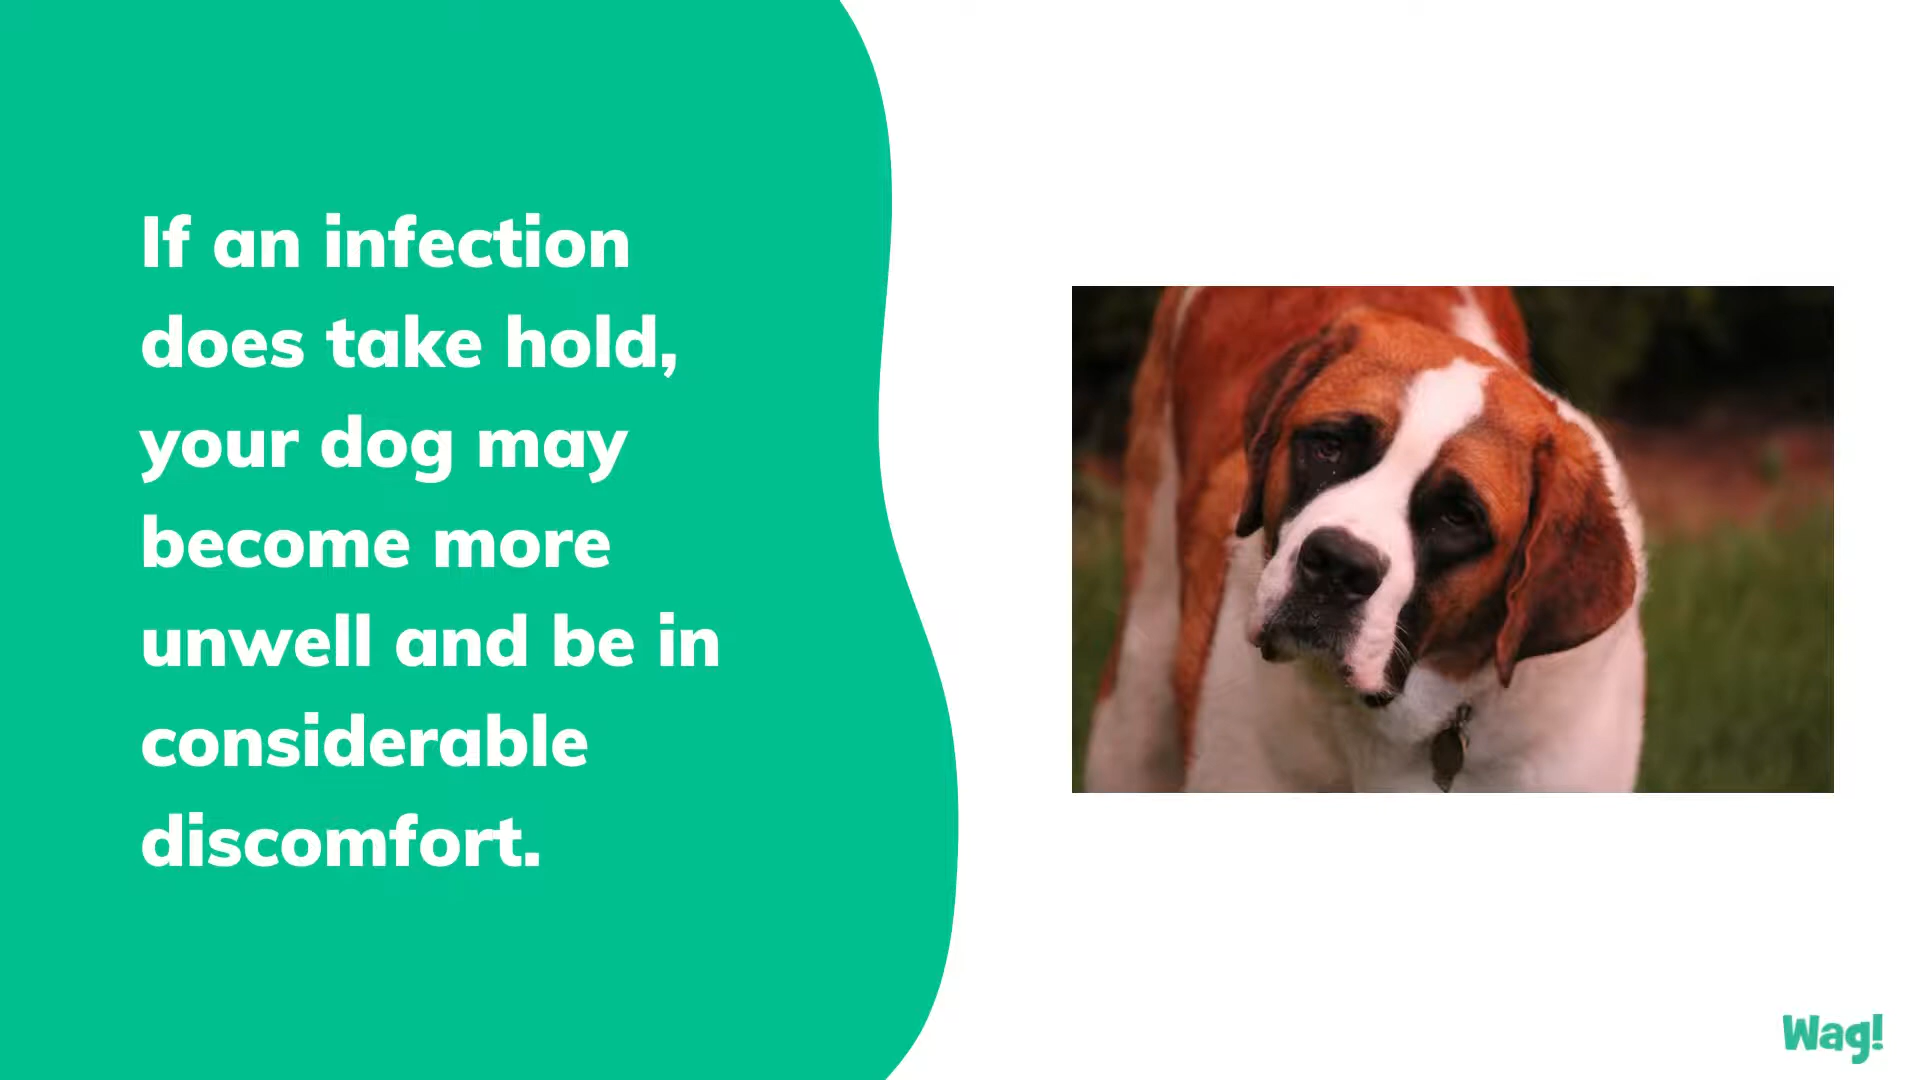 If an infection
does take hold,
your dog may
become more
unwell and be in
considerable
discomfort.
Wag!